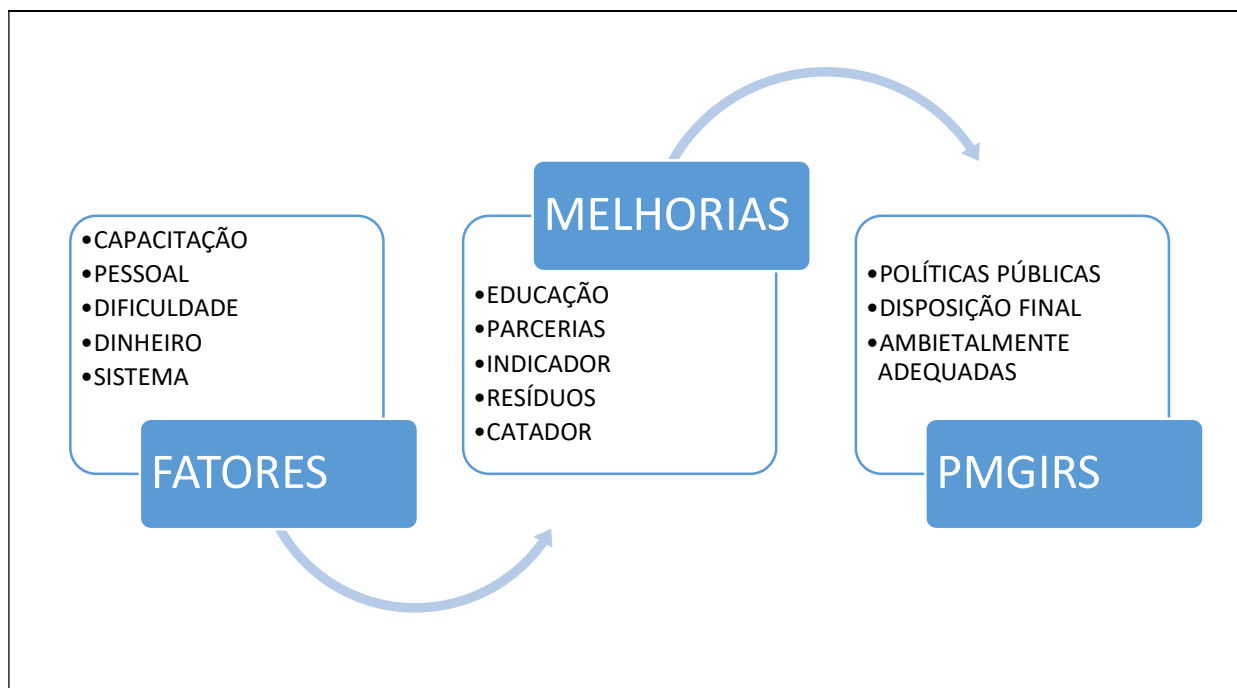 •CAPACITAÇÃO
•PESSOAL
•DIFICULDADE
•DINHEIRO
•SISTEMA
FATORES
MELHORIAS
•EDUCAÇÃO
•PARCERIAS
•INDICADOR
•RESÍDUOS
•CATADOR
•POLÍTICAS PÚBLICAS
•DISPOSIÇÃO FINAL
•AMBIETALMENTE
ADEQUADAS
PMGIRS